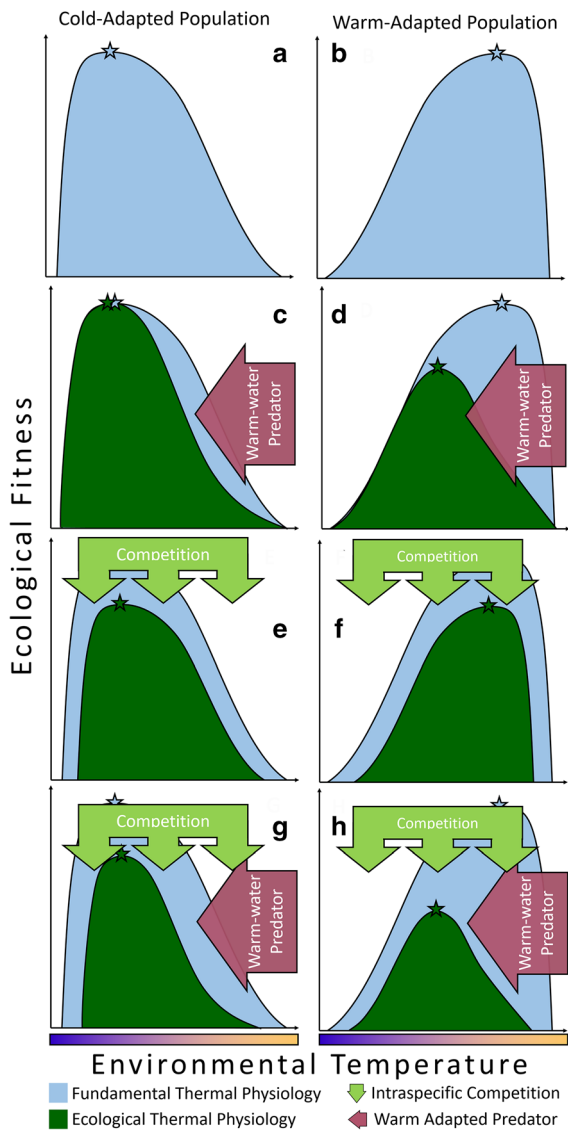 Cold-Adapted Population
Warm-Adapted Population
a
b
c
Warm-water
Predator
d
Warm-water
Predator
Competition
e
Competition
f
Competition
g
Warm-water
Predator
Competition
h
Warm-water
Predator
Ecological Fitness
Environmental Temperature
Fundamental Thermal Physiology
Intraspecific Competition
Ecological Thermal Physiology
Warm Adapted Predator